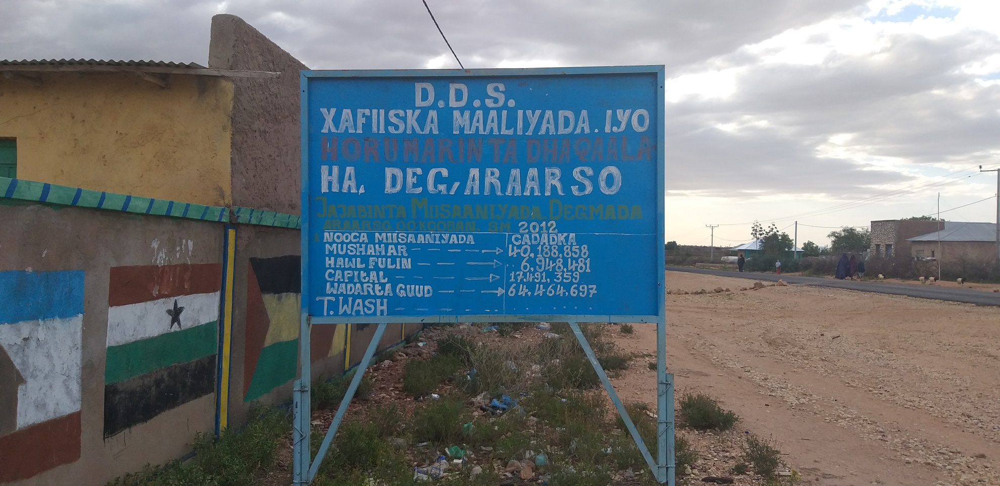 D.D.S.
XAFIISKA MAALIYADA.IYO
HORUMARINTA DHAQAALA
HA. DEG,ARAARSO
JAJABINTA MIISAANIYADA DEGMADA
ARAARSO OO KOOBAN. SM 2012
NOOCA MIISAANIYADA CADADKA
MUSHAHAR 40,188,858
HAWL FULIN 6,948,481
CAPITAL 17.491,359
WADARTA GUUD 64,464,697
T.WASH